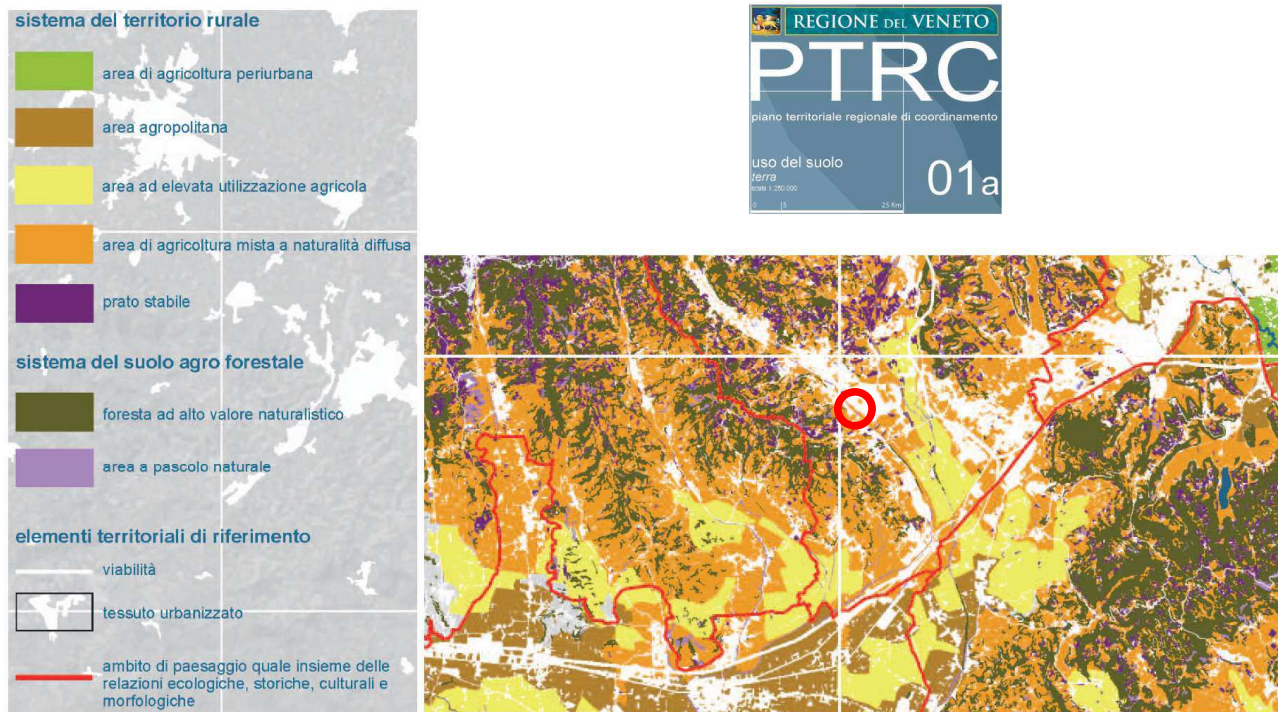 sistema del territorio rurale
area di agricoltura periurbana
area agropolitana
area ad elevata utilizzazione agricola
area di agricoltura mista a naturalità diffusa
prato stabile
sistema del suolo agro forestale
foresta ad alto valore naturalistico
area a pascolo naturale
elementi territoriali di riferimento
viabilità
tessuto urbanizzato
ambito di paesaggio quale insieme delle
relazioni ecologiche, storiche, culturali e
morfologiche
REGIONE DEL VENETO
PTRC
piano territoriale regionale di coordinamento
uso del suolo
terra
scala 1:250.000
01a
0 5 25 Km